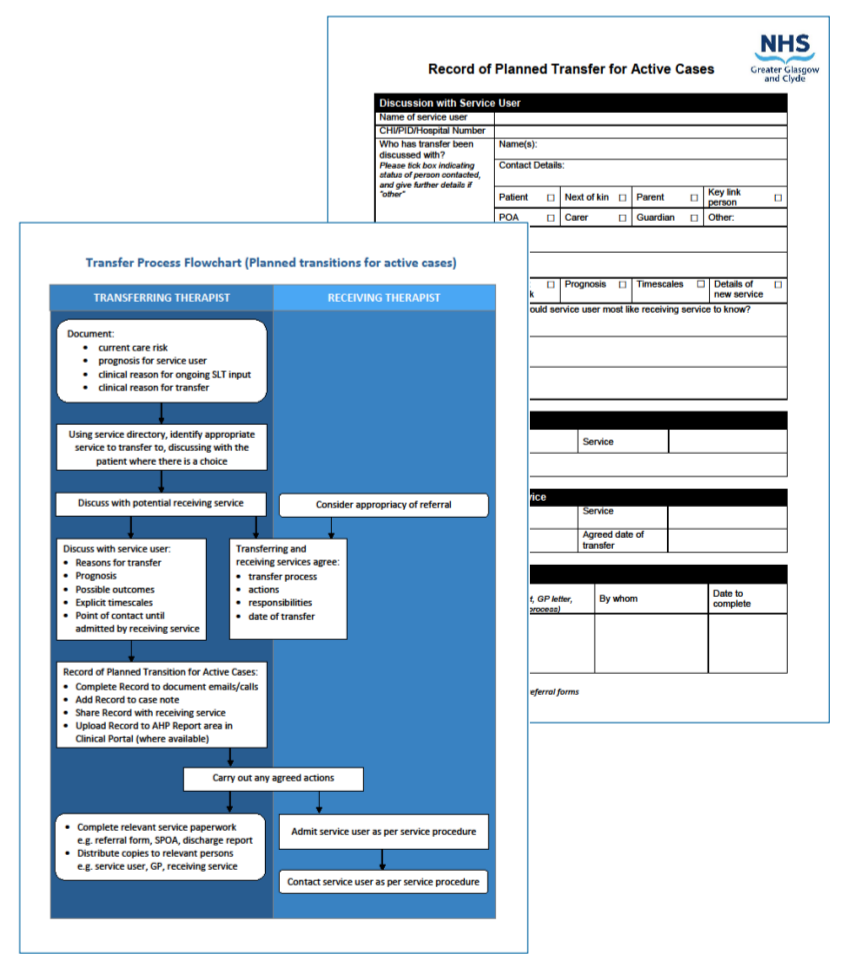 NHS
Greater Glasgow
and Clyde
Record of Planned Transfer for Active Cases
Discussion with Service User
Name of service user
CHI/PID/Hospital Number
Who has transfer been
discussed with?
Please tick box indicating
status of person contacted,
and give further details if
"other"
Name(s):
Contact Details:
Patient ☐ Next of kin ☐ Parent ☐ Key link
person ☐
POA ☐ Carer ☐ Guardian ☐ Other:
☐ Prognosis ☐ Timescales ☐ Details of
new service ☐
k
ould service user most like receiving service to know?
Service
vice
Service
Agreed date of
transfer
t, GP letter,
process)
By whom
Date to
complete
eferral forms
Transfer Process Flowchart (Planned transitions for active cases)
TRANSFERRING THERAPIST
RECEIVING THERAPIST
Document:
• current care risk
• prognosis for service user
• clinical reason for ongoing SLT input
• clinical reason for transfer
Using service directory, identify appropriate
service to transfer to, discussing with the
patient where there is a choice
Discuss with potential receiving service
Consider appropriacy of referral
Discuss with service user:
• Reasons for transfer
• Prognosis
• Possible outcomes
• Explicit timescales
• Point of contact until
admitted by receiving service
Transferring and
receiving services agree:
• transfer process
• actions
• responsibilities
• date of transfer
Record of Planned Transition for Active Cases:
• Complete Record to document emails/calls
• Add Record to case note
• Share Record with receiving service
• Upload Record to AHP Report area in
Clinical Portal (where available)
Carry out any agreed actions
• Complete relevant service paperwork
e.g. referral form, SPOA, discharge report
• Distribute copies to relevant persons
e.g. service user, GP, receiving service
Admit service user as per service procedure
Contact service user as per service procedure